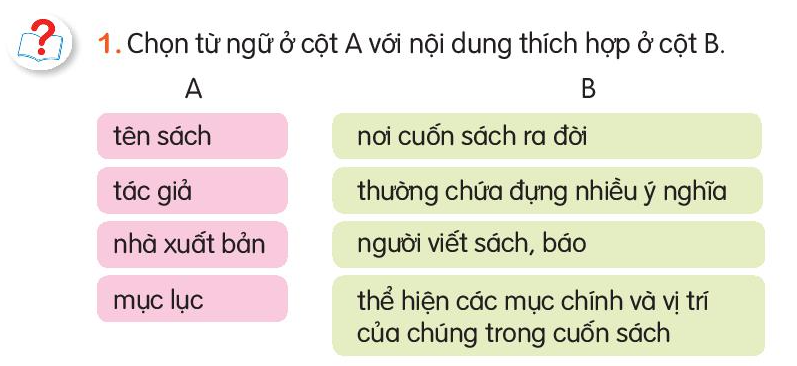 ?
1. Chọn từ ngữ ở cột A với nội dung thích hợp ở cột B.
A B
tên sách nơi cuốn sách ra đời
tác giả thường chứa đựng nhiều ý nghĩa
nhà xuất bản người viết sách, báo
mục lục thể hiện các mục chính và vị trí
của chúng trong cuốn sách